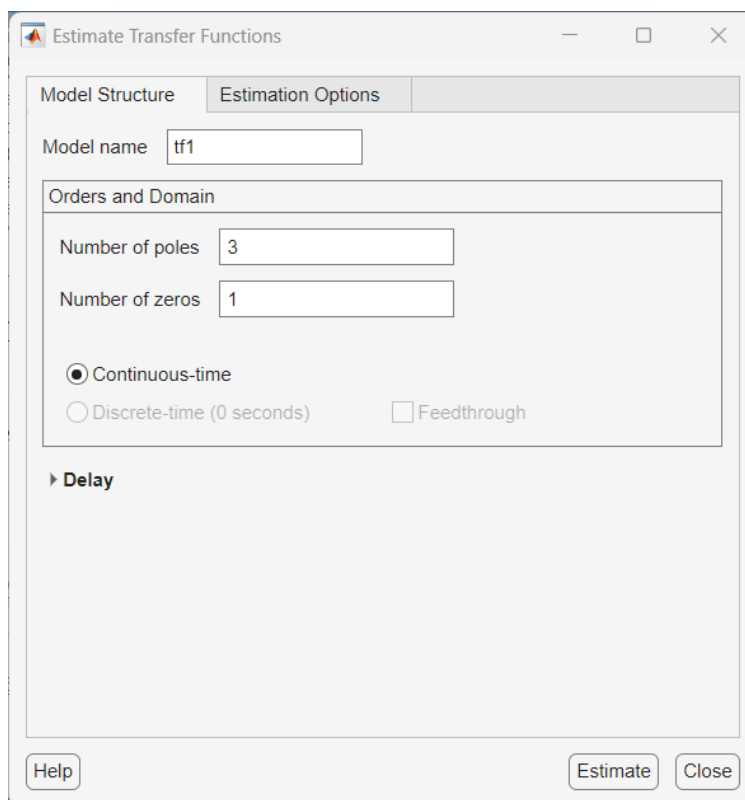 Estimate Transfer Functions
Model Structure Estimation Options
Model name tf1
Orders and Domain
Number of poles 3
Number of zeros 1
Continuous-time
Discrete-time (0 seconds) Feedthrough
Delay
Help Estimate Close